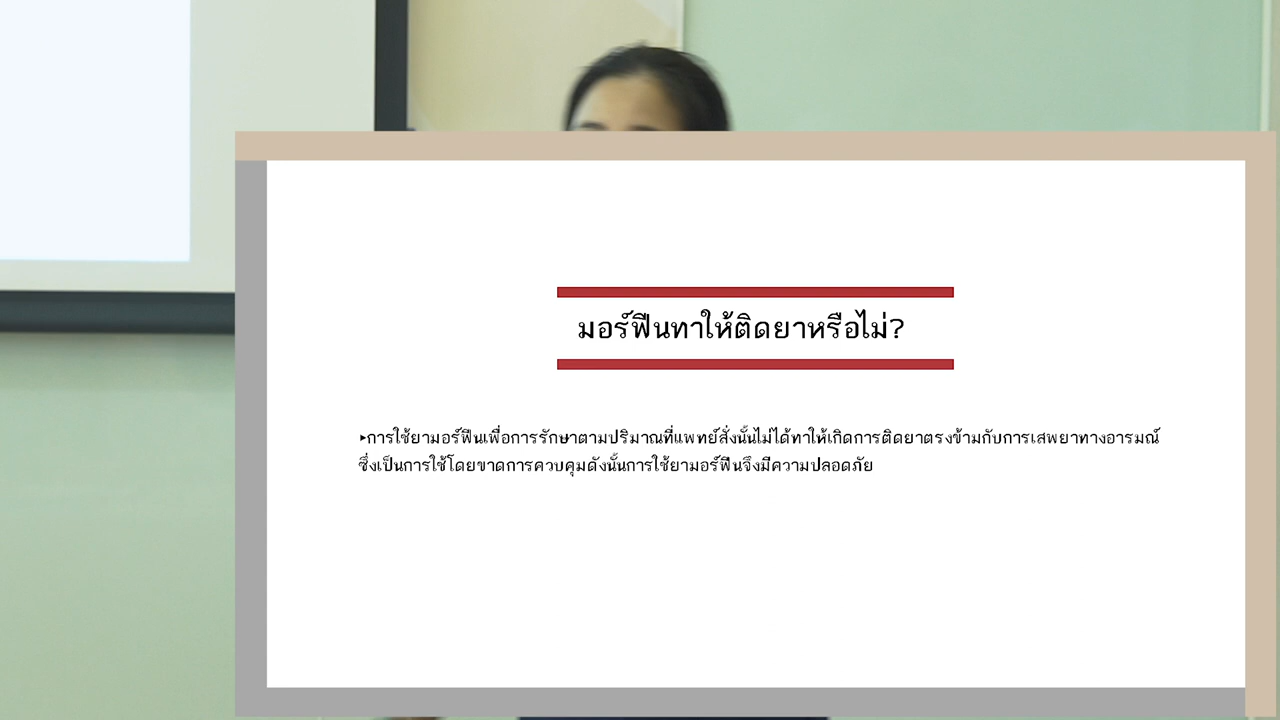 มอร์ฟีนทาให้ติดยาหรือไม่?
▸การใช้ยามอร์ฟีนเพื่อการรักษาตามปริมาณที่แพทย์สั่งนั้นไม่ได้ทาให้เกิดการติดยาตรงข้ามกับการเสพยาทางอารมณ์
ซึ่งเป็นการใช้โดยขาดการควบคุมดังนั้นการใช้ยามอร์ฟีนจึงมีความปลอดภัย